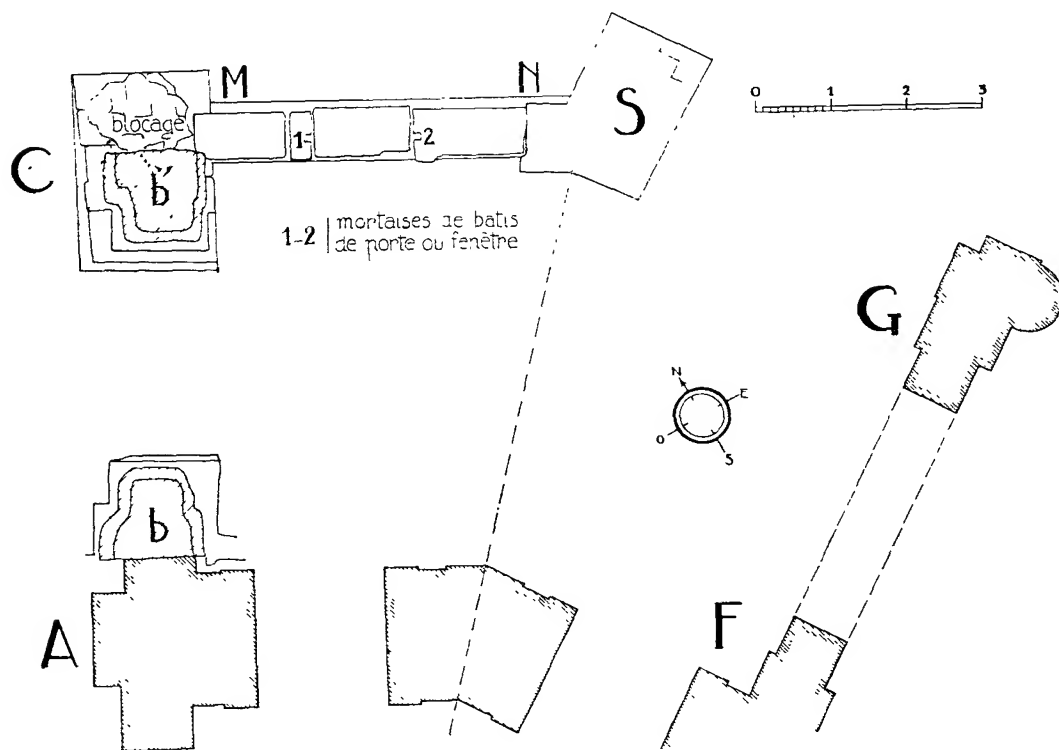 C
M
N
S
blocage
b'
1
2
0 1 2 3
1-2 mortaises de batis
de porte ou fenêtre
G
N
E
O
S
b
A
F